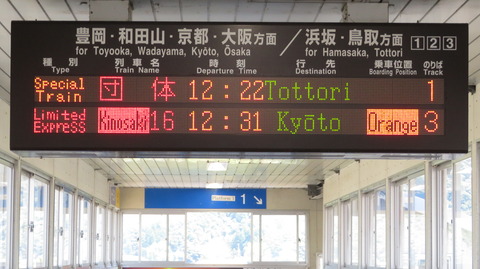 豊岡・和田山・京都・大阪方面 ／ 浜坂・鳥取方面 1 2 3
for Toyooka, Wadayama, Kyōto, Ōsaka for Hamasaka, Tottori
種別 列車名 時刻 行先 乗車位置 のりば
Type Train Name Departure Time Destination Boarding Position Track
Special Train 団体 12:22 Tottori 1
Limited Express Kinosaki 16 12:31 Kyōto Orange 3
1